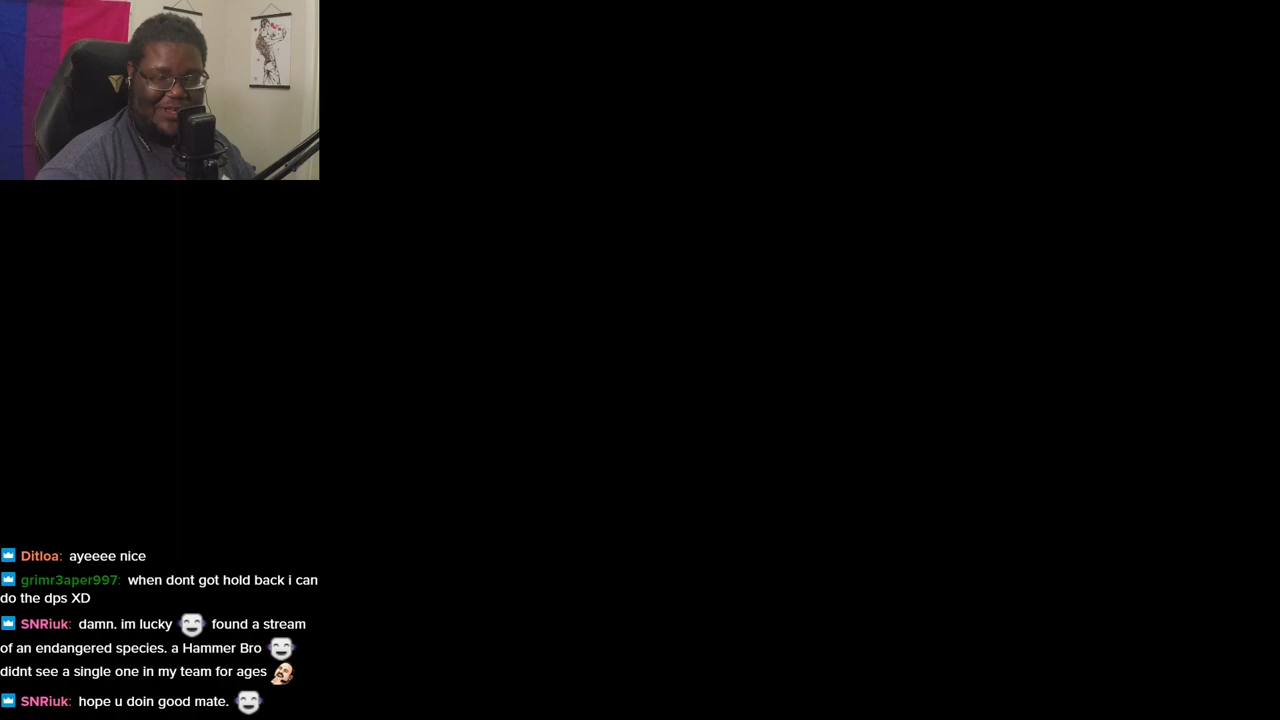 Ditloa: ayeeee nice
grimr3aper997: when dont got hold back i can
do the dps XD
SNRiuk: damn. im lucky found a stream
of an endangered species. a Hammer Bro
didnt see a single one in my team for ages
SNRiuk: hope u doin good mate.